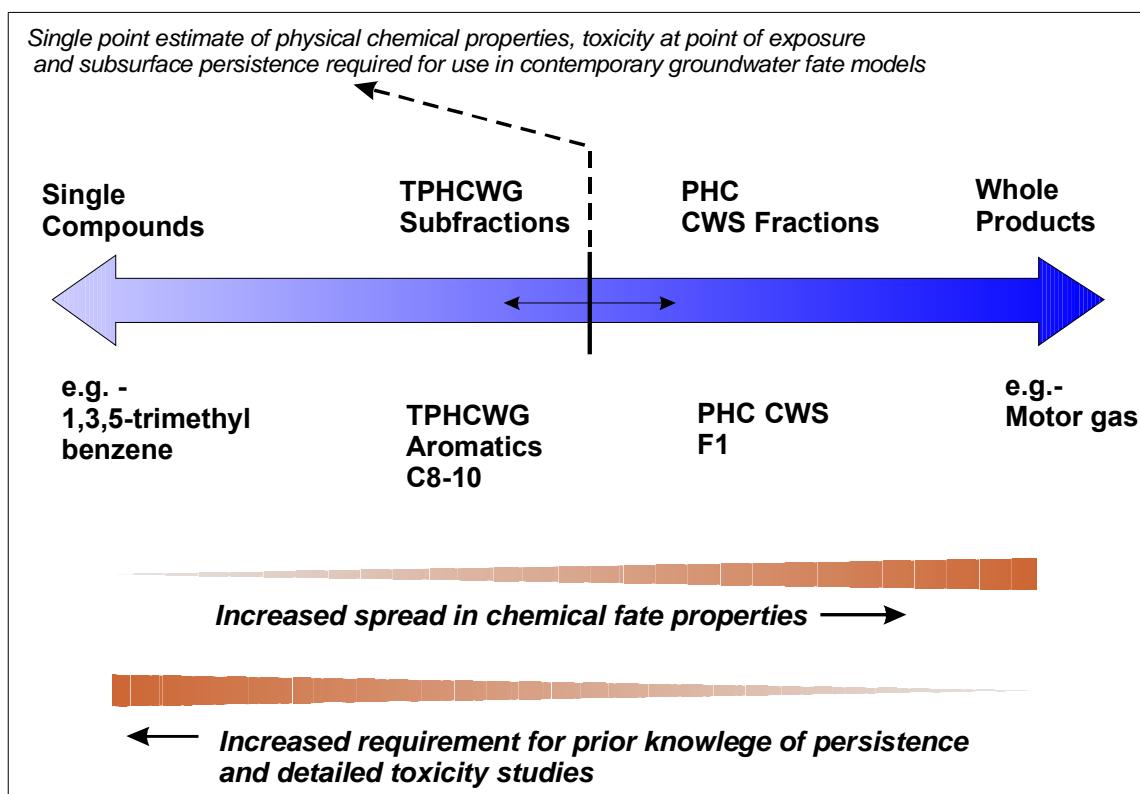 Single point estimate of physical chemical properties, toxicity at point of exposure
and subsurface persistence required for use in contemporary groundwater fate models
Single
Compounds
TPHCWG
Subfractions
PHC
CWS Fractions
Whole
Products
e.g. -
1,3,5-trimethyl
benzene
TPHCWG
Aromatics
C8-10
PHC CWS
F1
e.g.-
Motor gas
Increased spread in chemical fate properties
Increased requirement for prior knowlege of persistence
and detailed toxicity studies